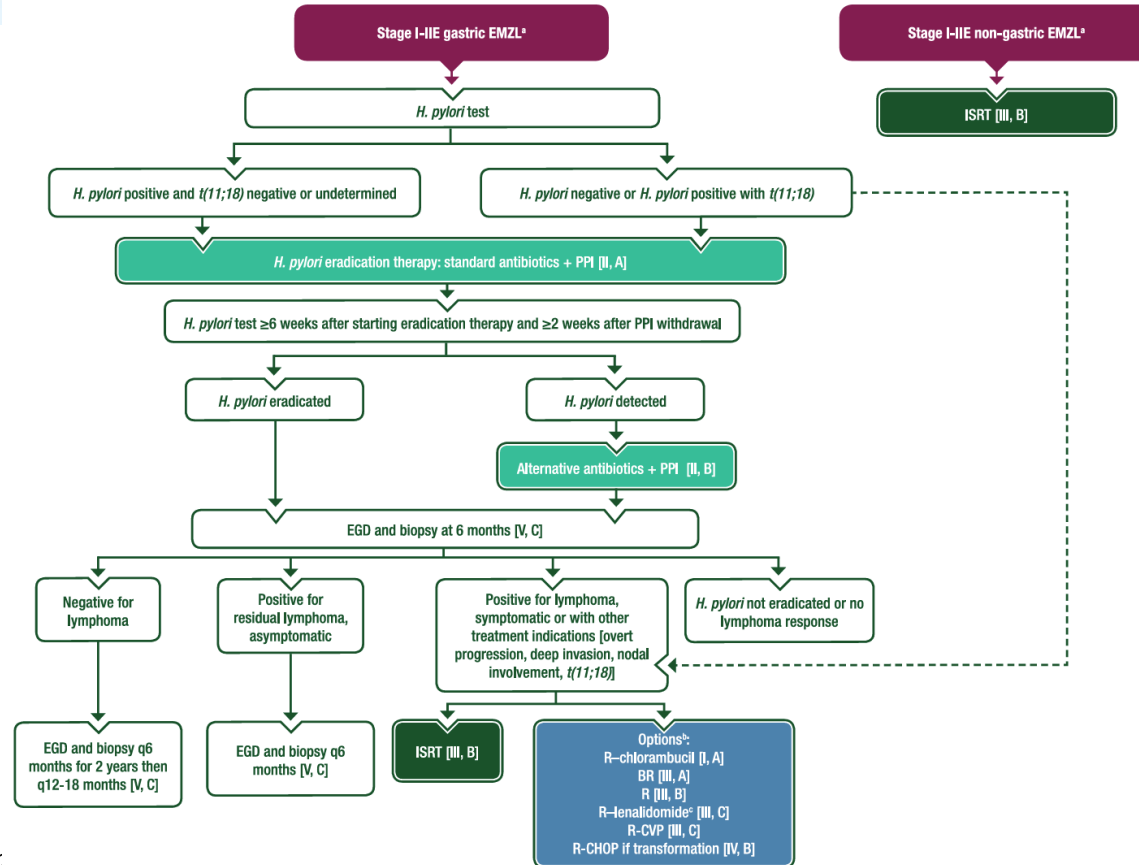 Stage I-IIE gastric EMZLᵃ
Stage I-IIE non-gastric EMZLᵃ
H. pylori test
ISRT [III, B]
H. pylori positive and t(11;18) negative or undetermined
H. pylori negative or H. pylori positive with t(11;18)
H. pylori eradication therapy: standard antibiotics + PPI [II, A]
H. pylori test ≥6 weeks after starting eradication therapy and ≥2 weeks after PPI withdrawal
H. pylori eradicated
H. pylori detected
Alternative antibiotics + PPI [II, B]
EGD and biopsy at 6 months [V, C]
Negative for
lymphoma
Positive for
residual lymphoma,
asymptomatic
Positive for lymphoma,
symptomatic or with other
treatment indications [overt
progression, deep invasion, nodal
involvement, t(11;18)]
H. pylori not eradicated or no
lymphoma response
EGD and biopsy q6
months for 2 years then
q12-18 months [V, C]
EGD and biopsy q6
months [V, C]
ISRT [III, B]
Optionsᵇ:
R–chlorambucil [I, A]
BR [III, A]
R [III, B]
R–lenalidomideᶜ [III, C]
R-CVP [III, C]
R-CHOP if transformation [IV, B]